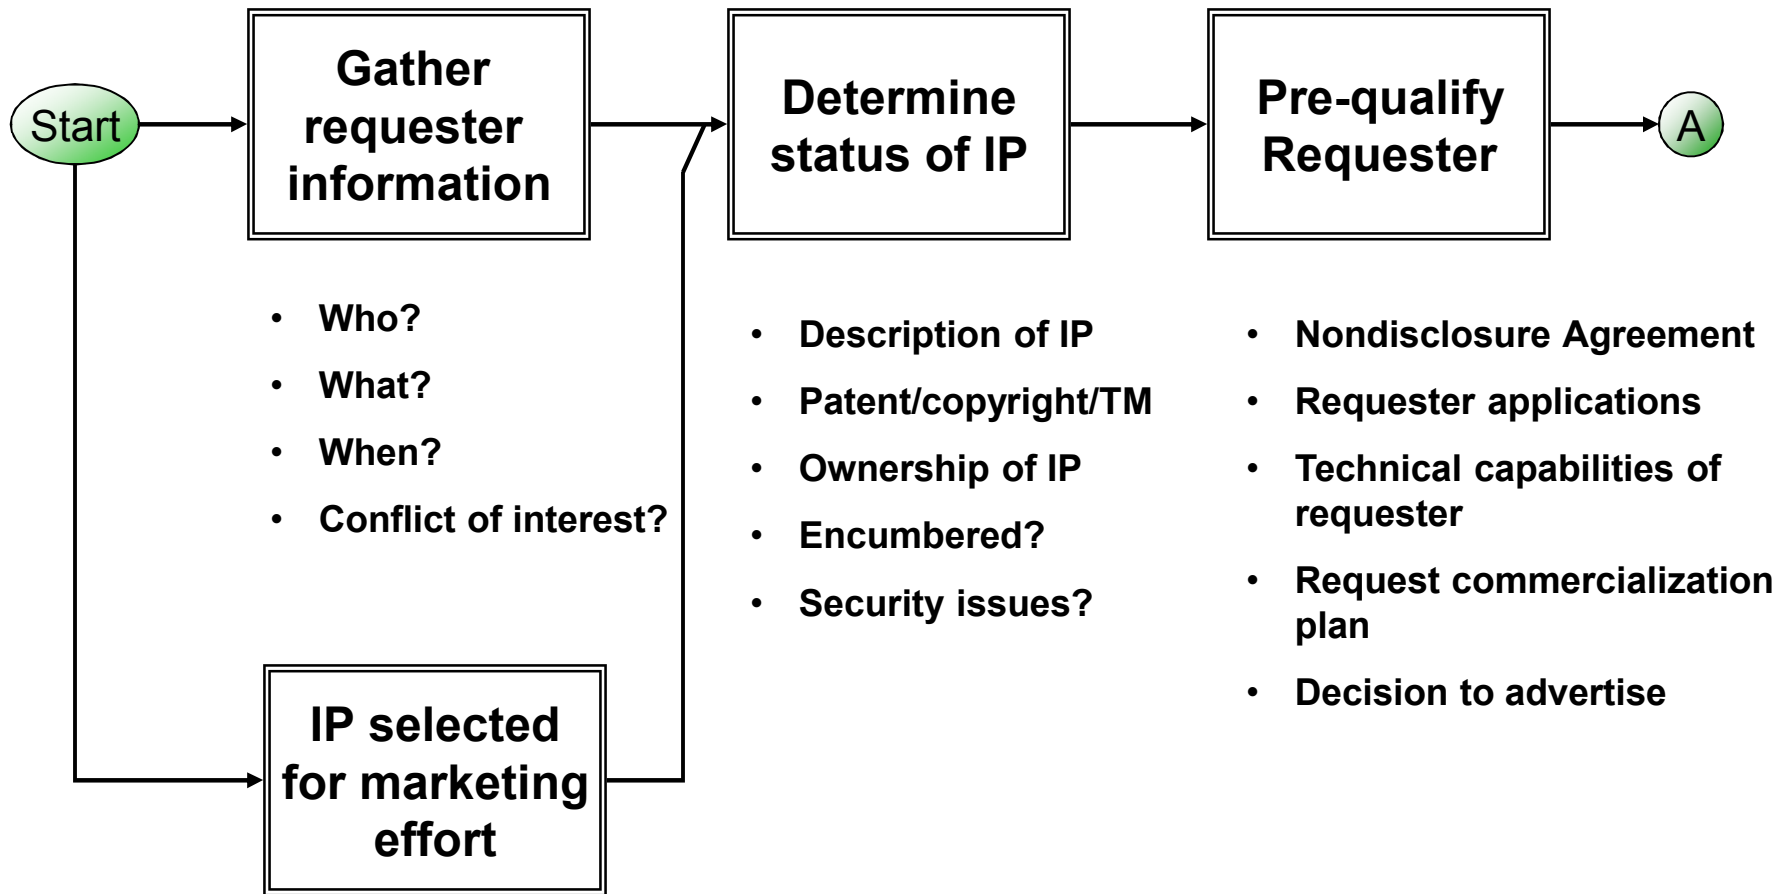 Start
Gather
requester
information
Determine
status of IP
Pre-qualify
Requester
A
• Who?
• What?
• When?
• Conflict of interest?
• Description of IP
• Patent/copyright/TM
• Ownership of IP
• Encumbered?
• Security issues?
• Nondisclosure Agreement
• Requester applications
• Technical capabilities of
requester
• Request commercialization
plan
• Decision to advertise
IP selected
for marketing
effort